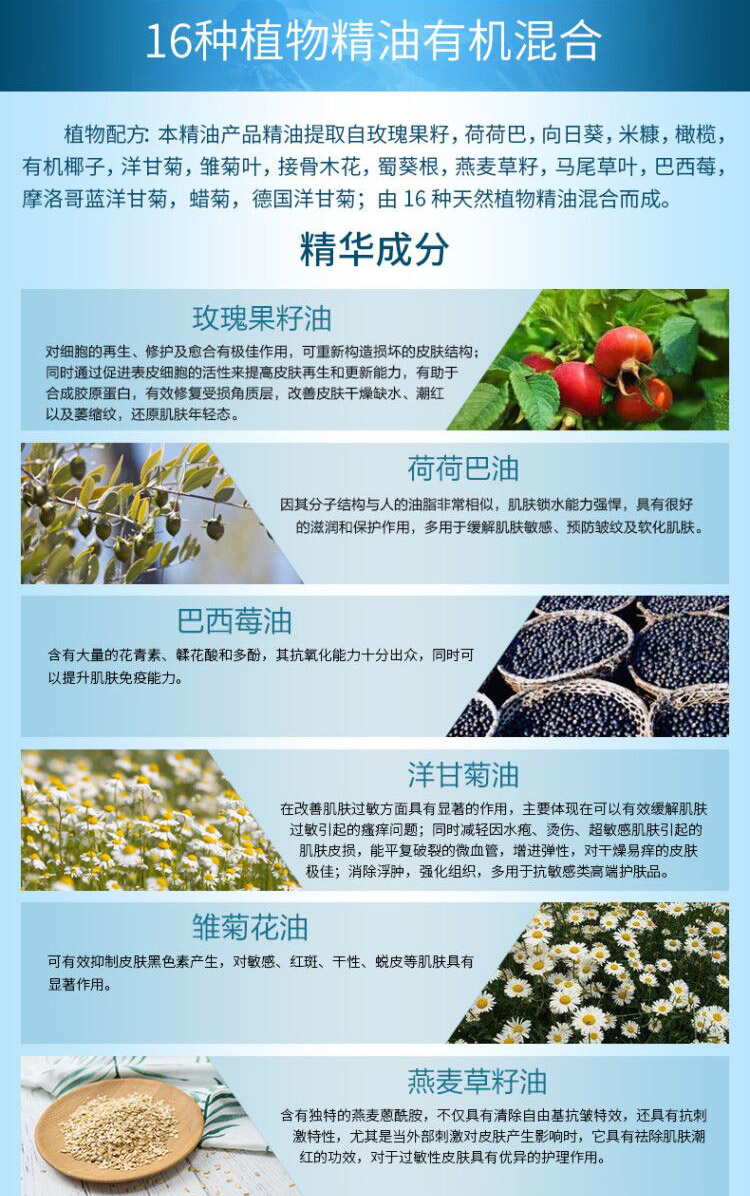 16种植物精油有机混合
植物配方: 本精油产品精油提取自玫瑰果籽，荷荷巴，向日葵，米糠，橄榄，
有机椰子，洋甘菊，雏菊叶，接骨木花，蜀葵根，燕麦草籽，马尾草叶，巴西莓，
摩洛哥蓝洋甘菊，蜡菊，德国洋甘菊；由 16 种天然植物精油混合而成。
精华成分
玫瑰果籽油
对细胞的再生、修护及愈合有极佳作用，可重新构造损坏的皮肤结构；
同时通过促进表皮细胞的活性来提高皮肤再生和更新能力，有助于
合成胶原蛋白，有效修复受损角质层，改善皮肤干燥缺水、潮红
以及萎缩纹，还原肌肤年轻态。
荷荷巴油
因其分子结构与人的油脂非常相似，肌肤锁水能力强悍，具有很好
的滋润和保护作用，多用于缓解肌肤敏感、预防皱纹及软化肌肤。
巴西莓油
含有大量的花青素、鞣花酸和多酚，其抗氧化能力十分出众，同时可
以提升肌肤免疫能力。
洋甘菊油
在改善肌肤过敏方面具有显著的作用，主要体现在可以有效缓解肌肤
过敏引起的瘙痒问题；同时减轻因水疱、烫伤、超敏感肌肤引起的
肌肤皮损，能平复破裂的微血管，增进弹性，对干燥易痒的皮肤
极佳；消除浮肿，强化组织，多用于抗敏感类高端护肤品。
雏菊花油
可有效抑制皮肤黑色素产生，对敏感、红斑、干性、蜕皮等肌肤具有
显著作用。
燕麦草籽油
含有独特的燕麦蒽酰胺，不仅具有清除自由基抗皱特效，还具有抗刺
激特性，尤其是当外部刺激对皮肤产生影响时，它具有祛除肌肤潮
红的功效，对于过敏性皮肤具有优异的护理作用。